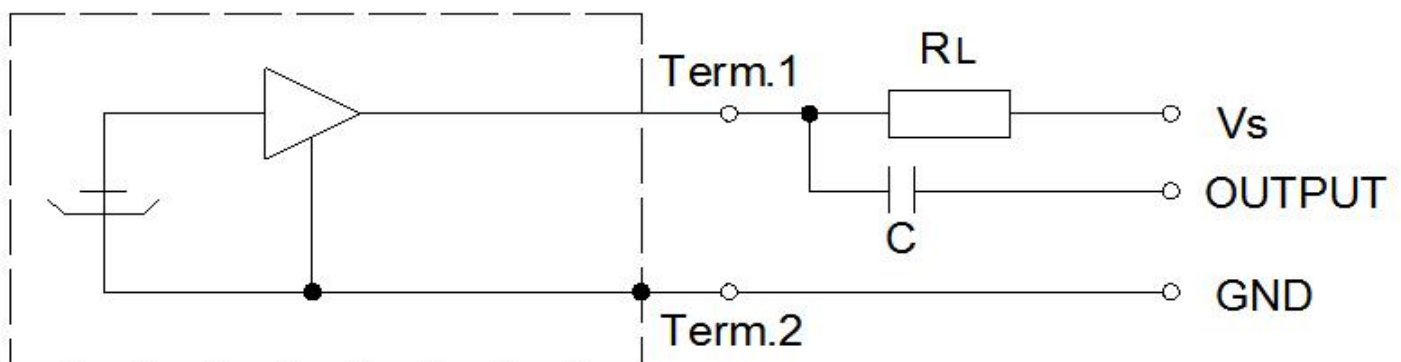 RL
Term.1
Vs
OUTPUT
C
GND
Term.2